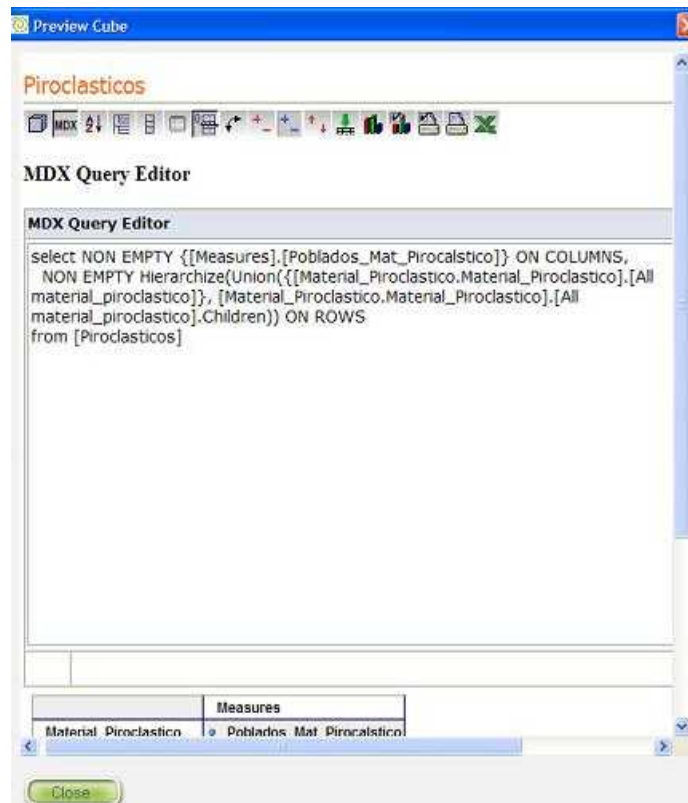 Preview Cube
Piroclasticos
MDX
MDX Query Editor
MDX Query Editor
select NON EMPTY {[Measures].[Poblados_Mat_Pirocalstico]} ON COLUMNS,
NON EMPTY Hierarchize(Union({[Material_Piroclastico.Material_Piroclastico].[All
material_piroclastico]}, [Material_Piroclastico.Material_Piroclastico].[All
material_piroclastico].Children)) ON ROWS
from [Piroclasticos]
Measures
Material_Piroclastico Poblados_Mat_Pirocalstico
Close